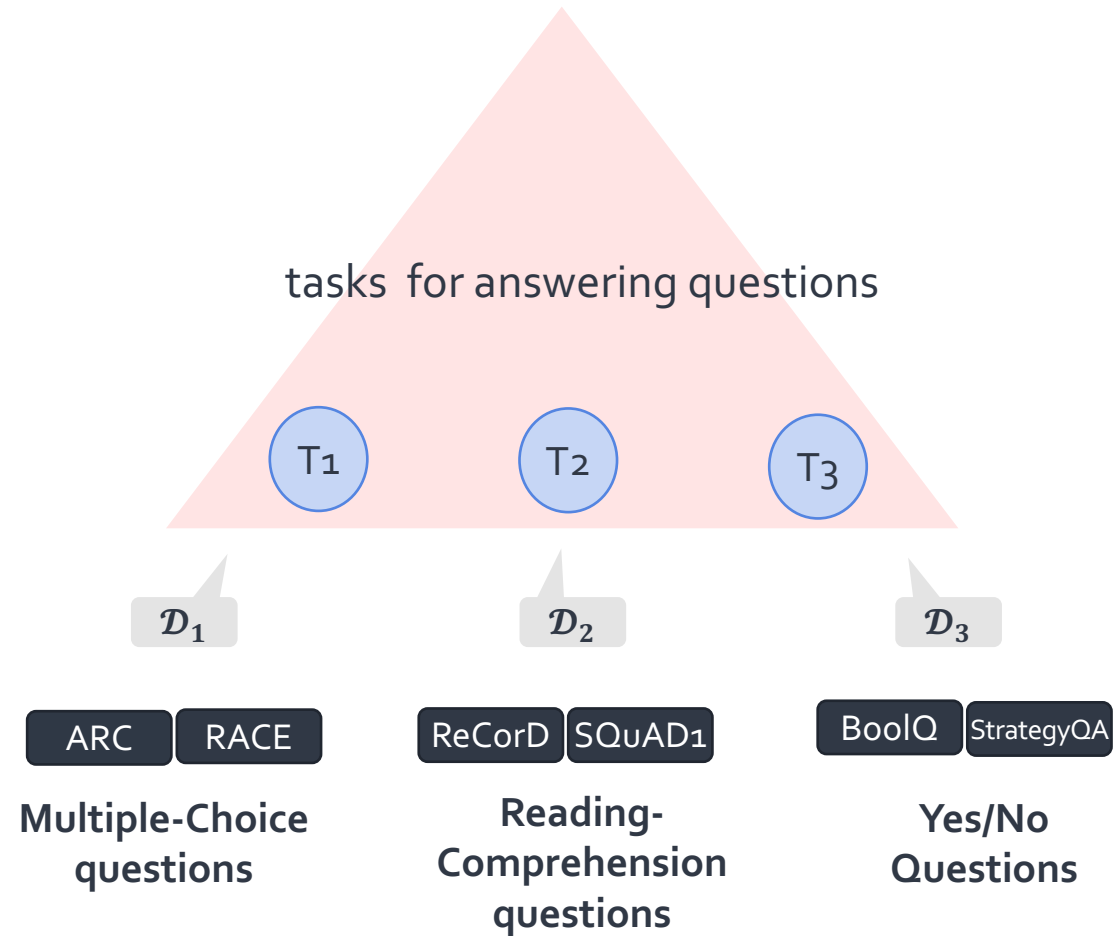 tasks for answering questions
T1
T2
T3
𝒟₁
𝒟₂
𝒟₃
ARC
RACE
ReCorD
SQuAD1
BoolQ
StrategyQA
Multiple-Choice
questions
Reading-
Comprehension
questions
Yes/No
Questions